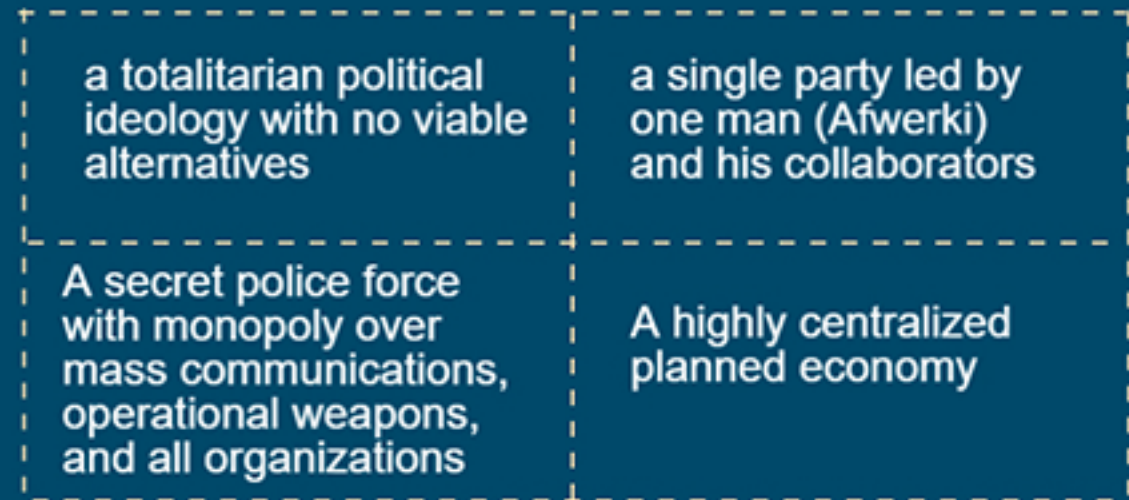 a totalitarian political
ideology with no viable
alternatives
a single party led by
one man (Afwerki)
and his collaborators
A secret police force
with monopoly over
mass communications,
operational weapons,
and all organizations
A highly centralized
planned economy